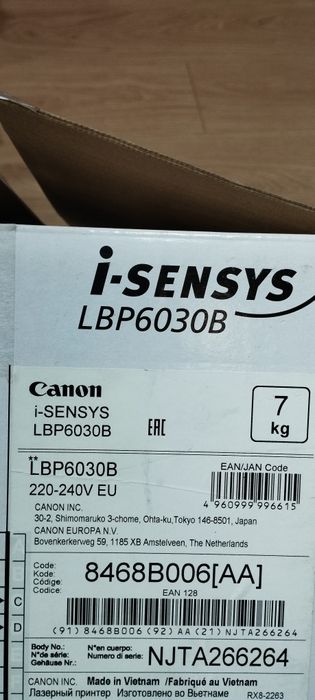 i-SENSYS
LBP6030B
Canon
i-SENSYS
LBP6030B
EAC
7
kg
**
LBP6030B
220-240V EU
EAN/JAN Code
4 960999 996615
CANON INC.
30-2, Shimomaruko 3-chome, Ohta-ku,Tokyo 146-8501, Japan
CANON EUROPA N.V.
Bovenkerkerweg 59, 1185 XB Amstelveen, The Netherlands
A
B
C
D
Code:
Kode:
Código:
Codice:
8468B006[AA]
EAN 128
(91)8468B006(92)AA(21)NJTA266264
Body No.: Nºen cuerpo:
N°de série: Numero di serie:
Gehäuse Nr.:
NJTA266264
CANON INC. Made in Vietnam /Fabriqué au Vietnam
Лазерный принтер Изготовлено во Вьетнаме RX8-2263